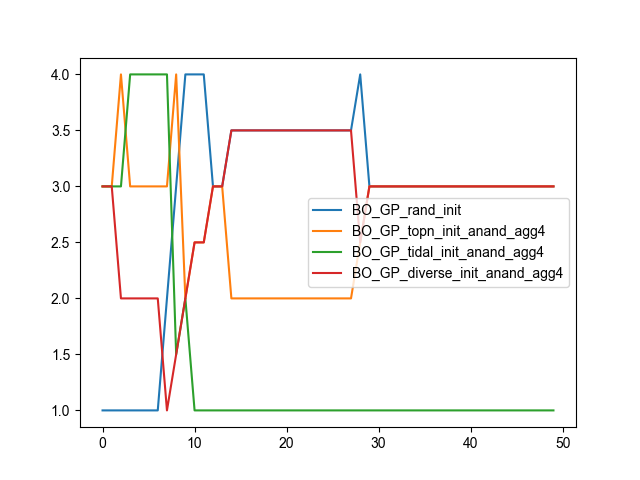 4.0
3.5
3.0
2.5
2.0
1.5
1.0
BO_GP_rand_init
BO_GP_topn_init_anand_agg4
BO_GP_tidal_init_anand_agg4
BO_GP_diverse_init_anand_agg4
0 10 20 30 40 50